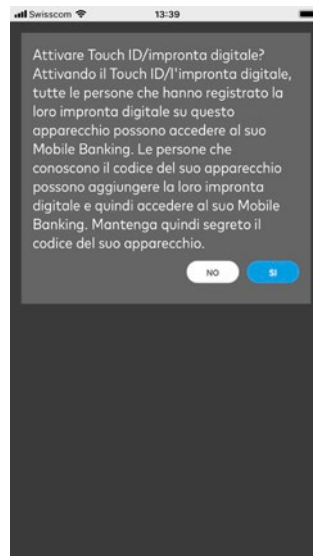 Swisscom 13:39
Attivare Touch ID/impronta digitale?
Attivando il Touch ID/l'impronta digitale,
tutte le persone che hanno registrato la
loro impronta digitale su questo
apparecchio possono accedere al suo
Mobile Banking. Le persone che
conoscono il codice del suo apparecchio
possono aggiungere la loro impronta
digitale e quindi accedere al suo Mobile
Banking. Mantenga quindi segreto il
codice del suo apparecchio.
NO SI